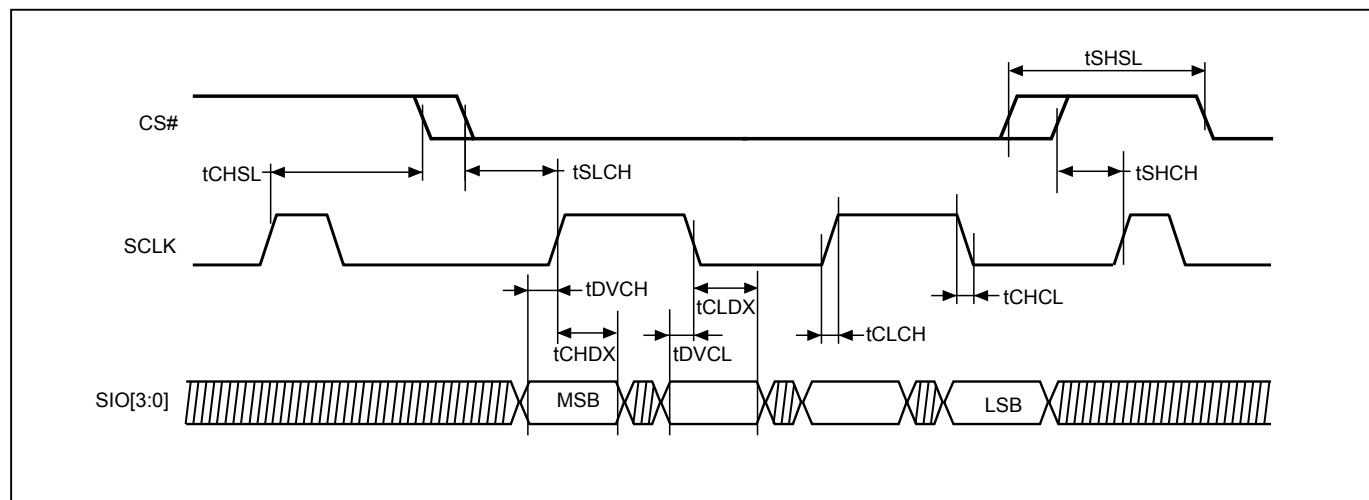 tSHSL
CS#
tCHSL
tSLCH
tSHCH
SCLK
tDVCH
tCLDX
tCHCL
tCHDX
tDVCL
tCLCH
SIO[3:0]
MSB
LSB